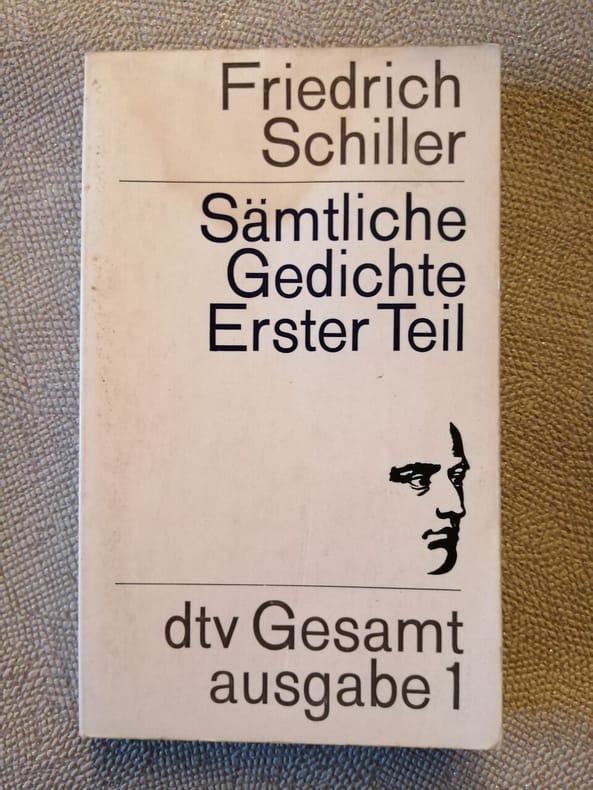 Friedrich
Schiller
Sämtliche
Gedichte
Erster Teil
dtv Gesamt
ausgabe 1